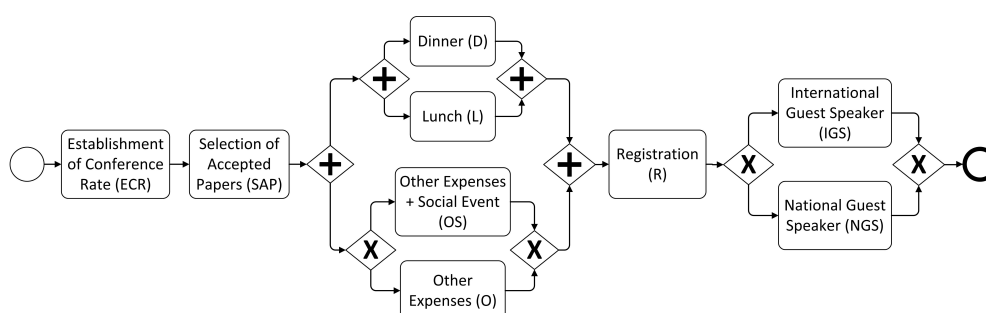 Establishment
of Conference
Rate (ECR)
Selection of
Accepted
Papers (SAP)
Dinner (D)
Lunch (L)
Other Expenses
+ Social Event
(OS)
Other
Expenses (O)
Registration
(R)
International
Guest Speaker
(IGS)
National Guest
Speaker (NGS)